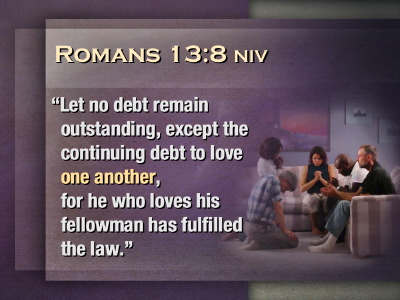 Romans 13:8 NIV
“Let no debt remain
outstanding, except the
continuing debt to love
one another,
for he who loves his
fellowman has fulfilled
the law.”